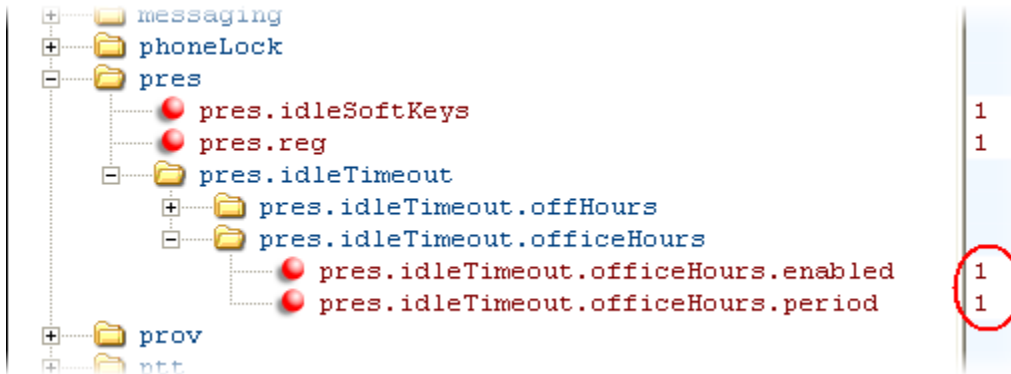 messaging
phoneLock
pres
pres.idleSoftKeys 1
pres.reg 1
pres.idleTimeout
pres.idleTimeout.offHours
pres.idleTimeout.officeHours
pres.idleTimeout.officeHours.enabled 1
pres.idleTimeout.officeHours.period 1
prov
ptt